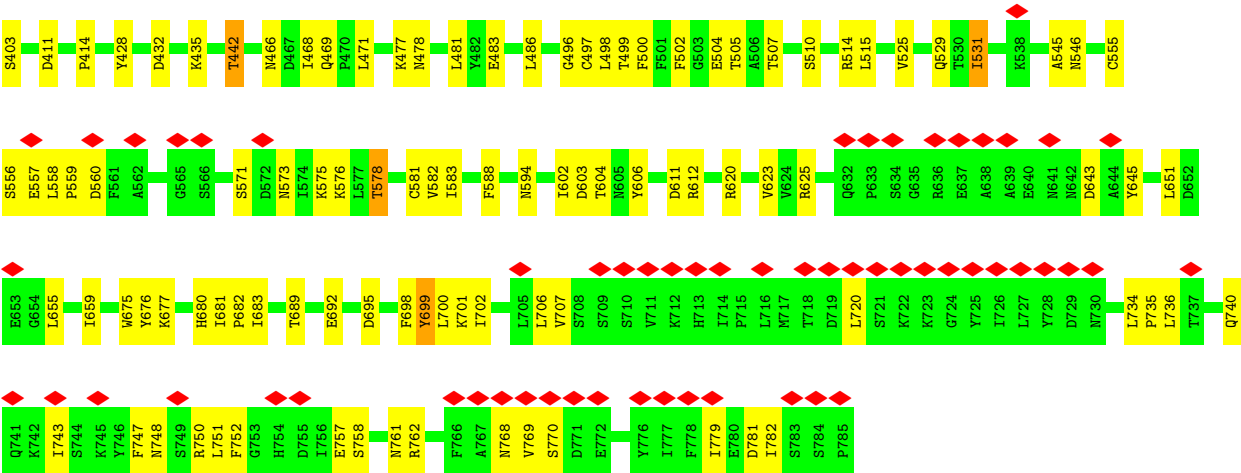 S403 D411 P414 Y428 D432 K435 T442 N466 D467 I468 Q469 P470 L471 K477 N478 L481 Y482 E483 L486 G496 C497 L498 T499 F500 F501 F502 G503 E504 T505 A506 T507 S510 R514 L515 V525 Q529 T530 I531 K538 A545 N546 C555
S556 E557 L558 P559 D560 F561 A562 G565 S566 S571 D572 N573 I574 K575 K576 L577 T578 C581 V582 I583 F588 N594 I602 D603 T604 N605 Y606 D611 R612 R620 V623 V624 R625 Q632 P633 S634 G635 R636 E637 A638 A639 E640 N641 N642 D643 A644 Y645 L651 D652
E653 G654 L655 I659 W675 Y676 K677 H680 I681 P682 I683 T689 E692 D695 F698 Y699 L700 K701 I702 L705 L706 V707 S708 S709 S710 V711 K712 H713 I714 P715 L716 M717 T718 D719 L720 S721 K722 K723 G724 Y725 I726 L727 Y728 D729 N730 L734 P735 L736 T737 Q740
Q741 K742 I743 S744 K745 Y746 F747 N748 S749 R750 L751 F752 G753 H754 D755 I756 E757 S758 N761 R762 F766 A767 N768 V769 S770 D771 E772 Y776 I777 F778 I779 E780 D781 I782 S783 S784 P785